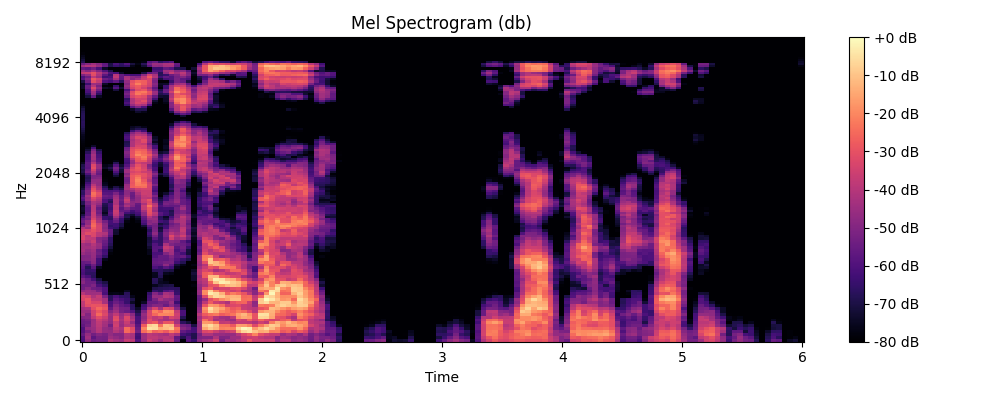 Mel Spectrogram (db)
8192
4096
2048
1024
512
0
Hz
0 1 2 3 4 5 6
Time
+0 dB
-10 dB
-20 dB
-30 dB
-40 dB
-50 dB
-60 dB
-70 dB
-80 dB